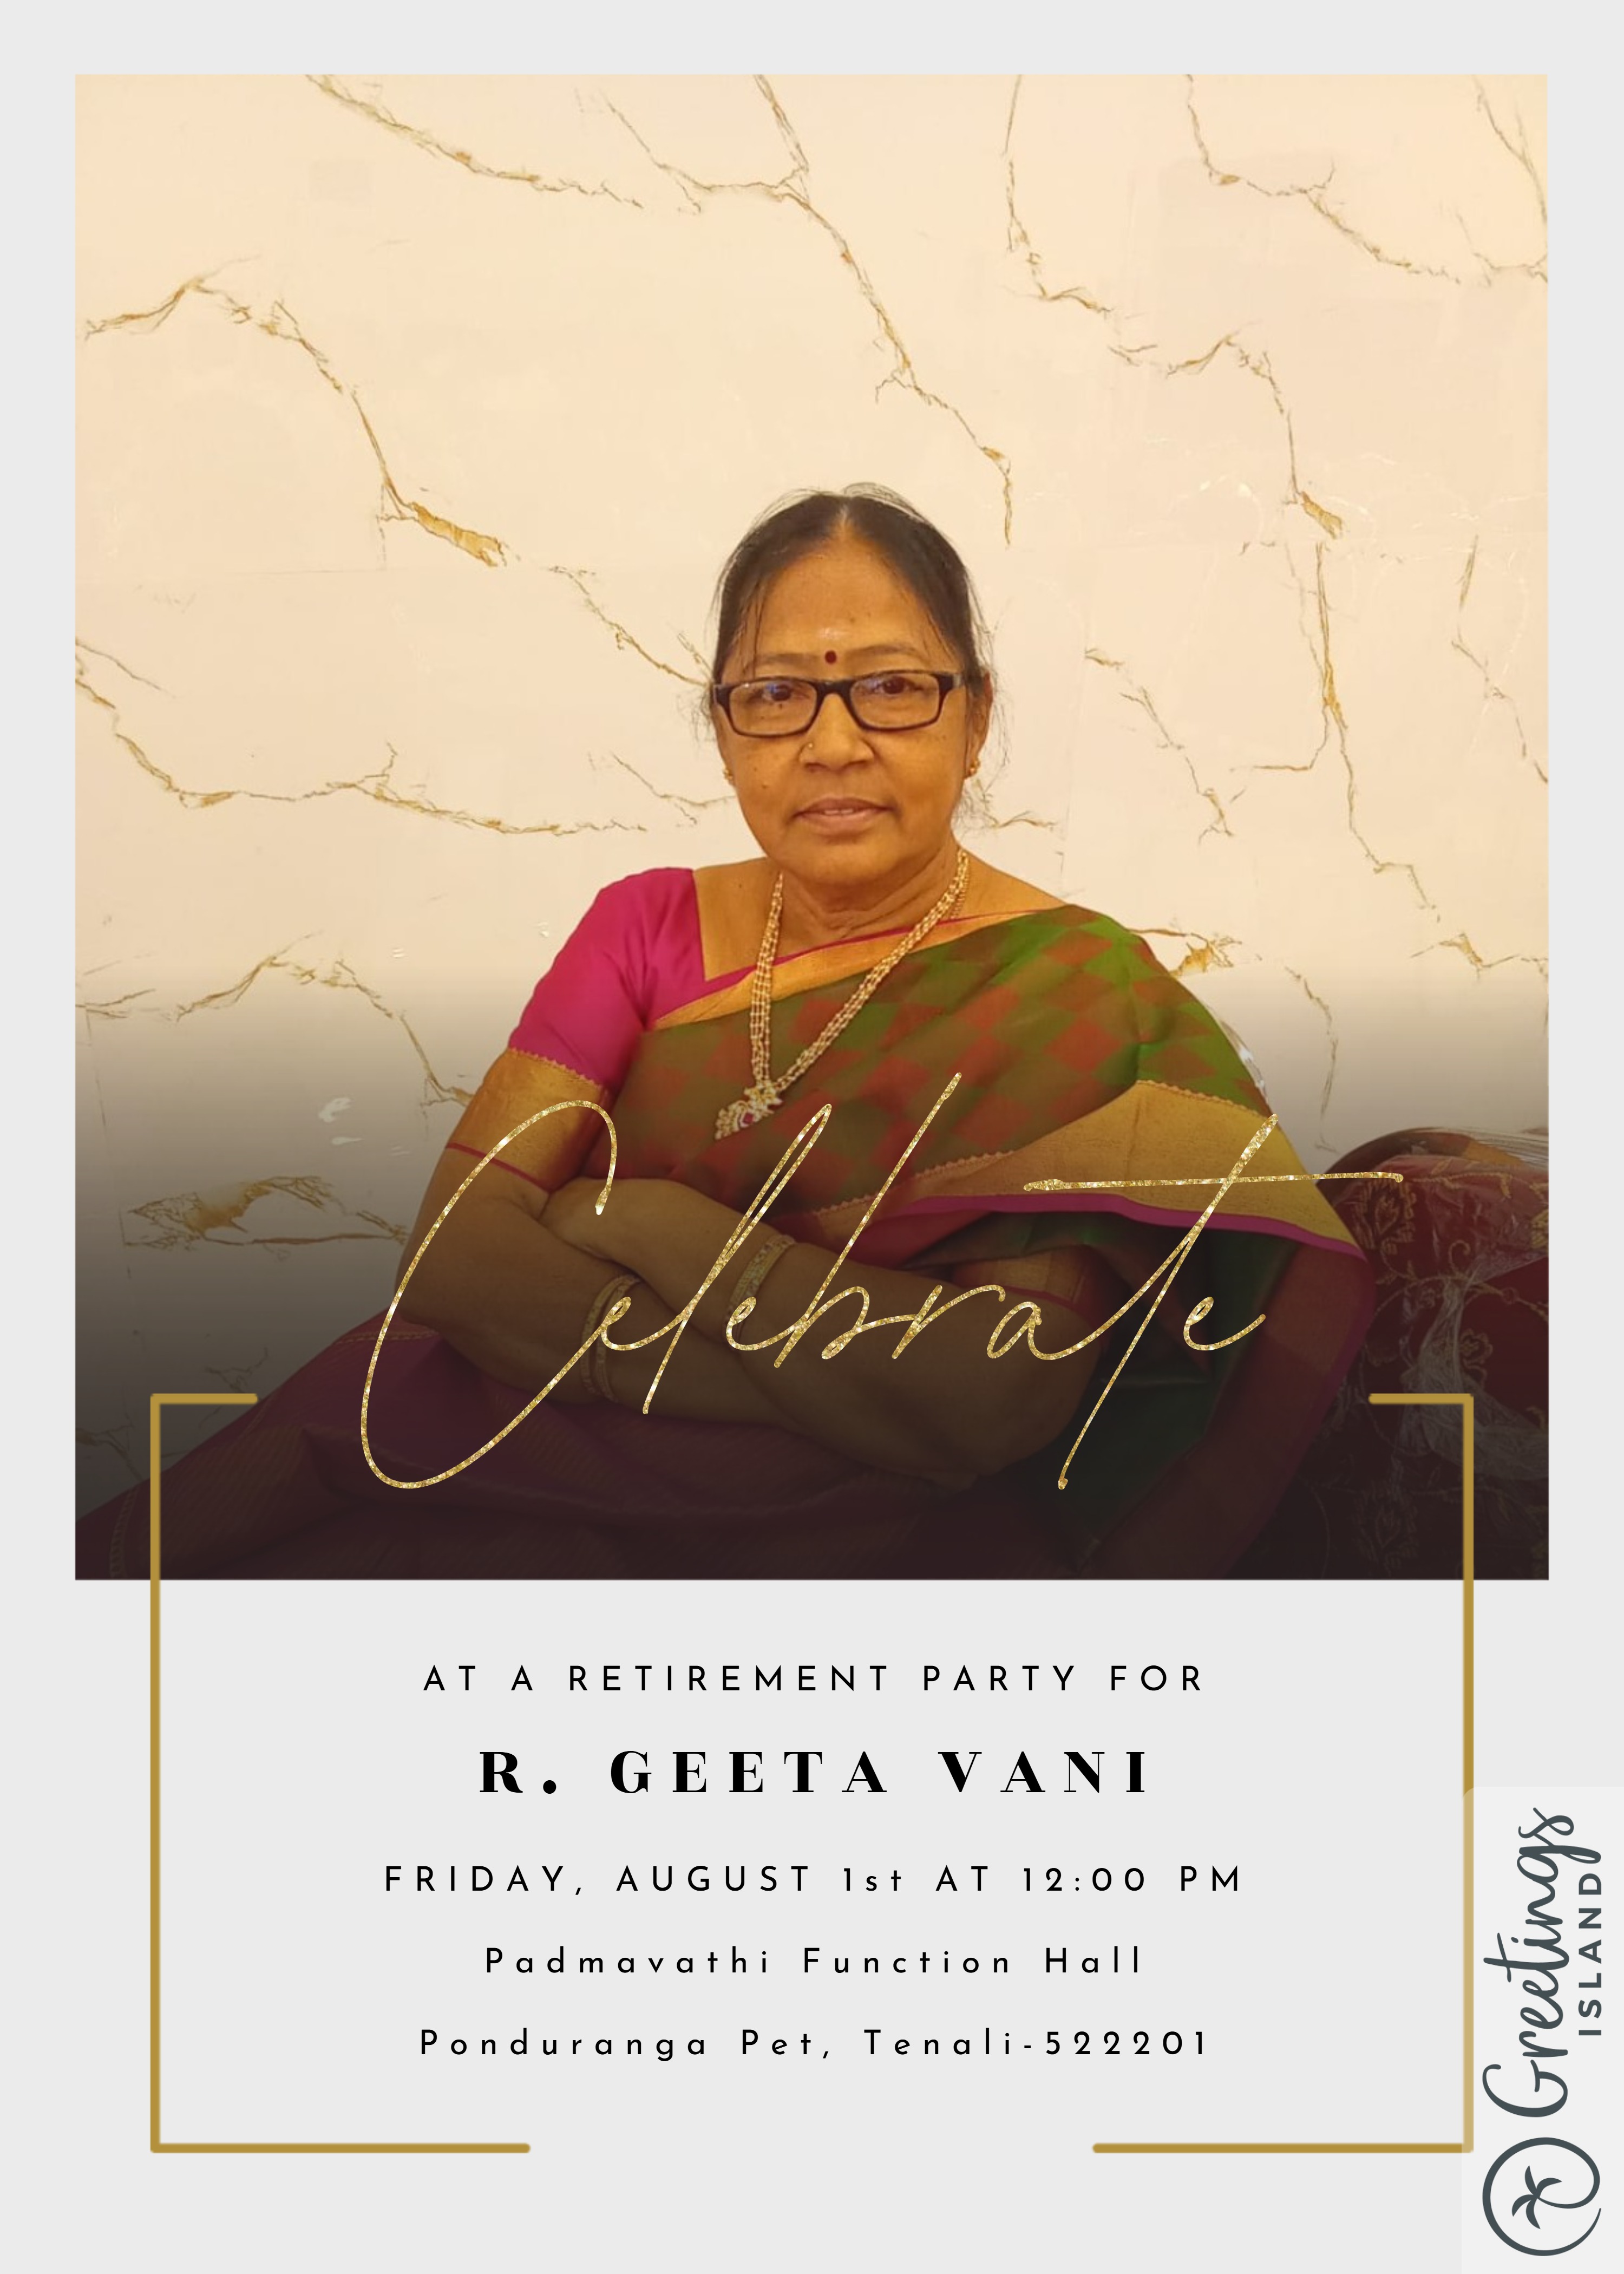 Celebrate
AT A RETIREMENT PARTY FOR
R. GEETA VANI
FRIDAY, AUGUST 1st AT 12:00 PM
Padmavathi Function Hall
Ponduranga Pet, Tenali-522201
Greetings
ISLAND